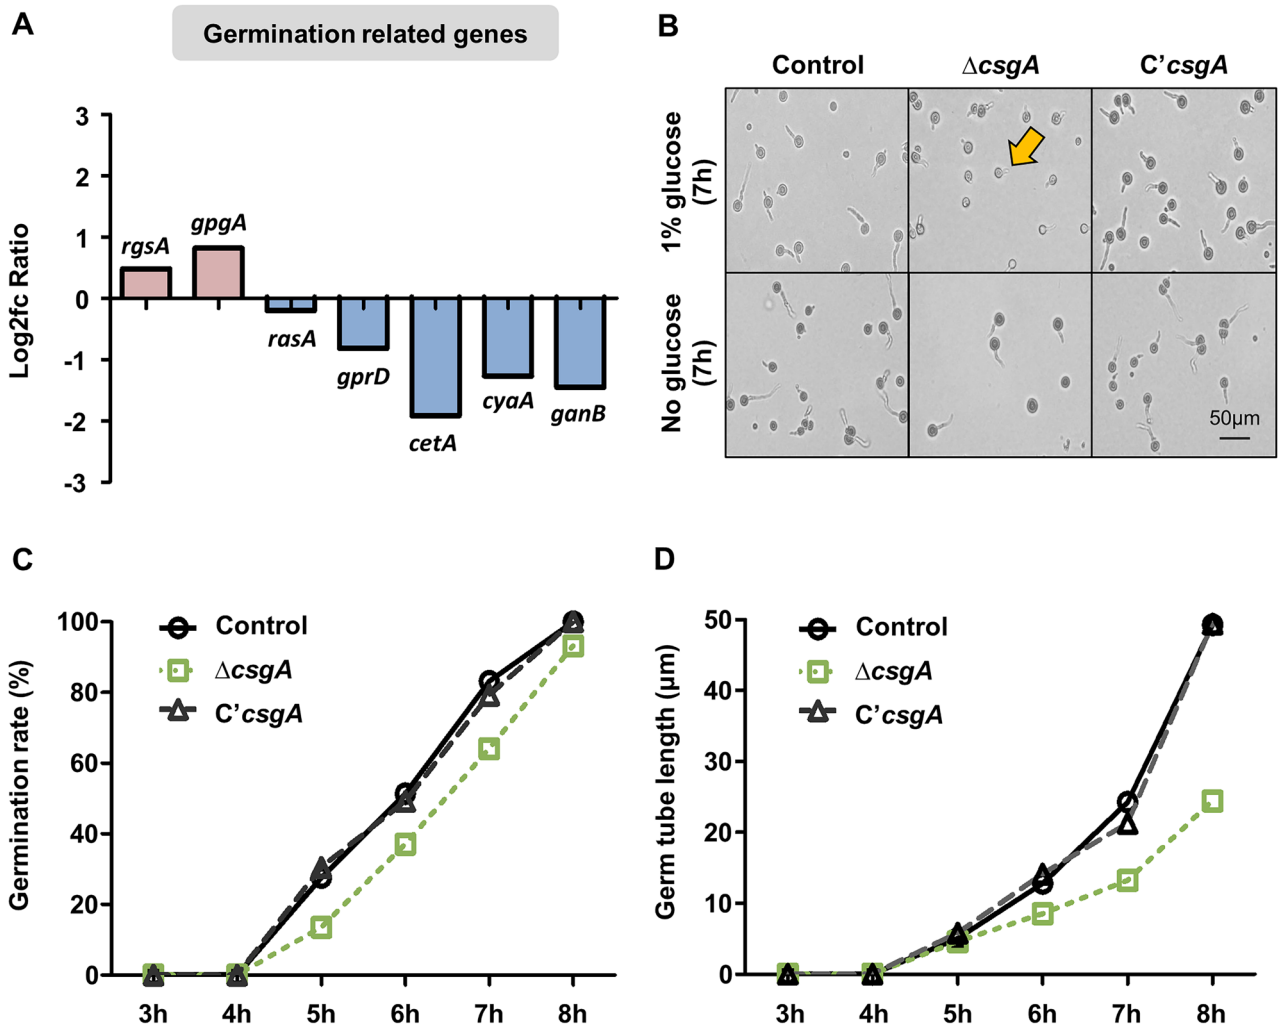 A
Germination related genes
3
2
1
0
-1
-2
-3
Log2fc Ratio
rgsA
gpgA
rasA
gprD
cetA
cyaA
ganB
B
Control
ΔcsgA
C’csgA
1% glucose
(7h)
No glucose
(7h)
50μm
C
100
80
60
40
20
0
Germination rate (%)
Control
ΔcsgA
C’csgA
3h 4h 5h 6h 7h 8h
D
50
40
30
20
10
0
Germ tube length (μm)
Control
ΔcsgA
C’csgA
3h 4h 5h 6h 7h 8h